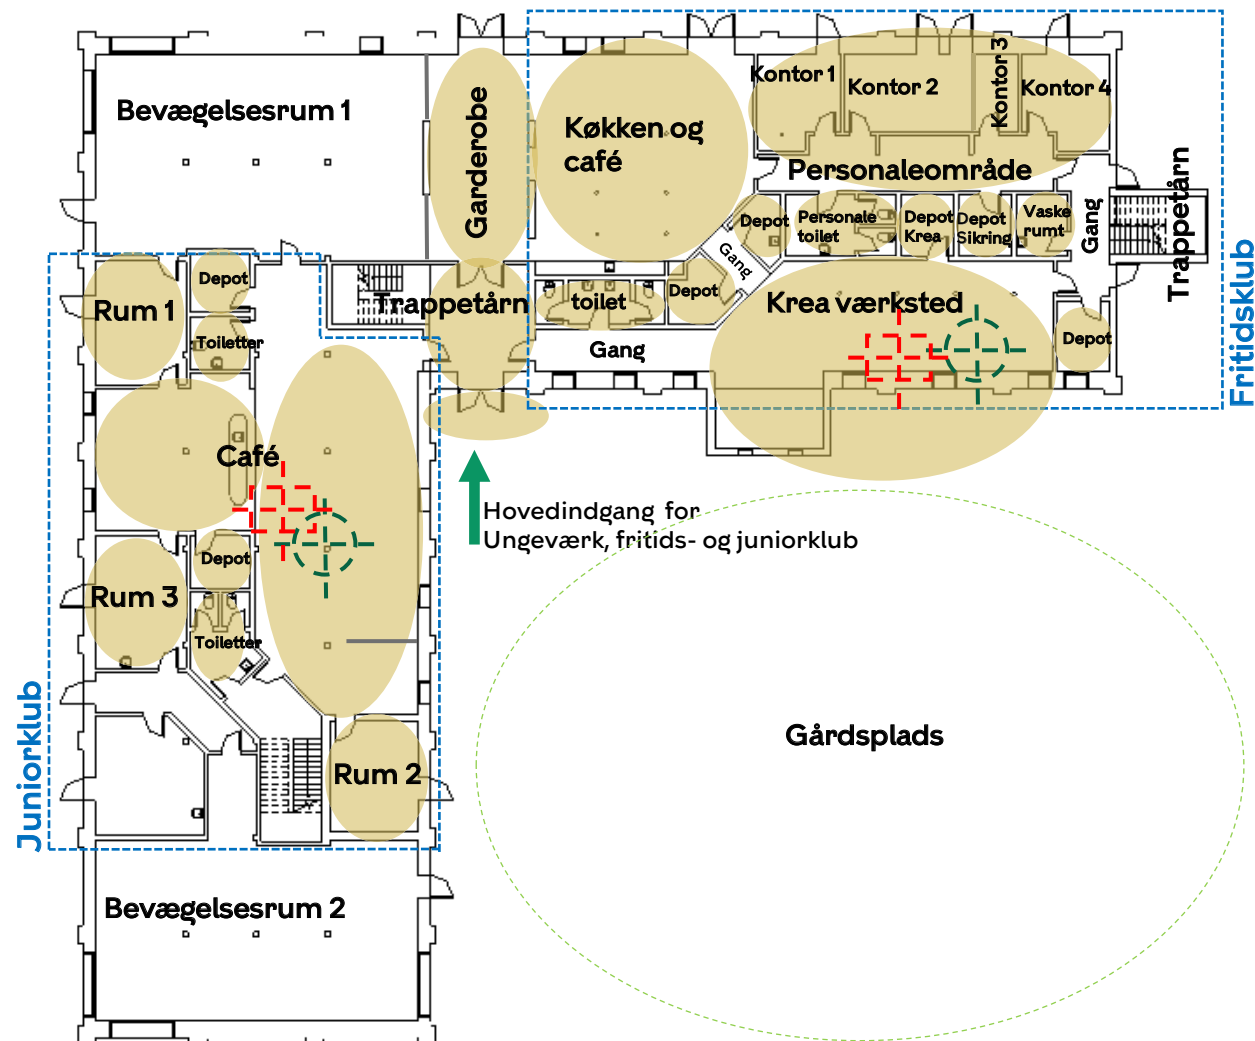 Bevægelsesrum 1
Garderobe
Køkken og
café
Kontor 1
Kontor 2
Kontor 3
Kontor 4
Personaleområde
Depot
Personale
toilet
Depot
Krea
Depot
Sikring
Vaske
rumt
Gang
Trappetårn
Fritidsklub
Gang
Depot
toilet
Trappetårn
Krea værksted
Gang
Depot
Rum 1
Depot
Toiletter
Café
Hovedindgang for
Ungeværk, fritids- og juniorklub
Depot
Rum 3
Toiletter
Juniorklub
Rum 2
Gårdsplads
Bevægelsesrum 2